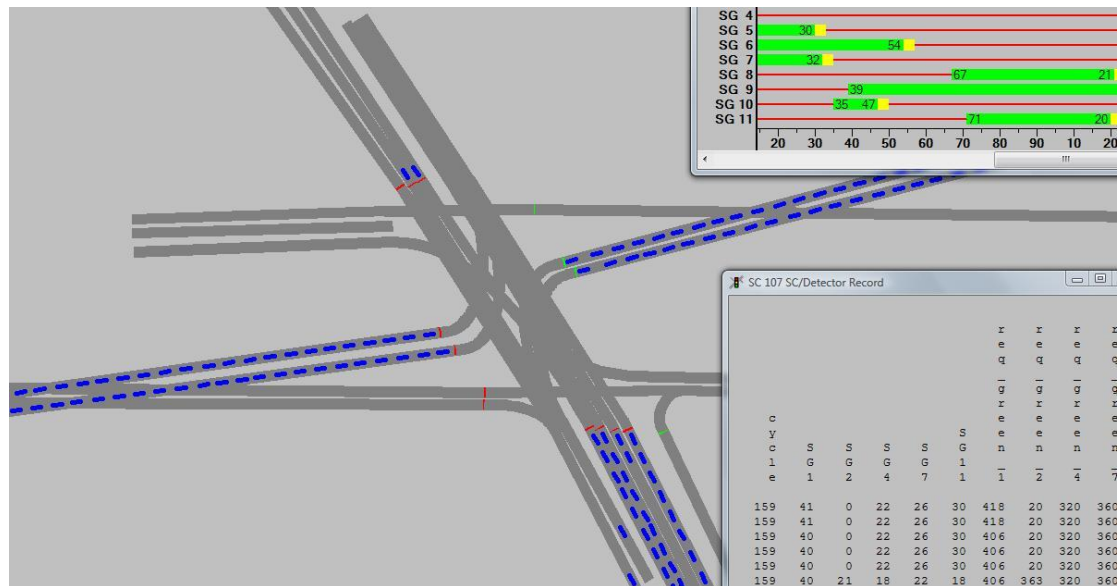 SG 4
SG 5 30
SG 6 54
SG 7 32
SG 8 67 21
SG 9 39
SG 10 35 47
SG 11 71 20
20 30 40 50 60 70 80 90 10 20
SC 107 SC/Detector Record
r r r r
e e e e
q q q q
_ _ _ _
g g g g
r r r r
c e e e e
y S e e e e
c S S S S G n n n n
l G G G G 1 _ _ _ _
e 1 2 4 7 1 1 2 4 7
159 41 0 22 26 30 418 20 320 360
159 41 0 22 26 30 418 20 320 360
159 40 0 22 26 30 406 20 320 360
159 40 0 22 26 30 406 20 320 360
159 40 0 22 26 30 406 20 320 360
159 40 21 18 22 18 406 363 320 360